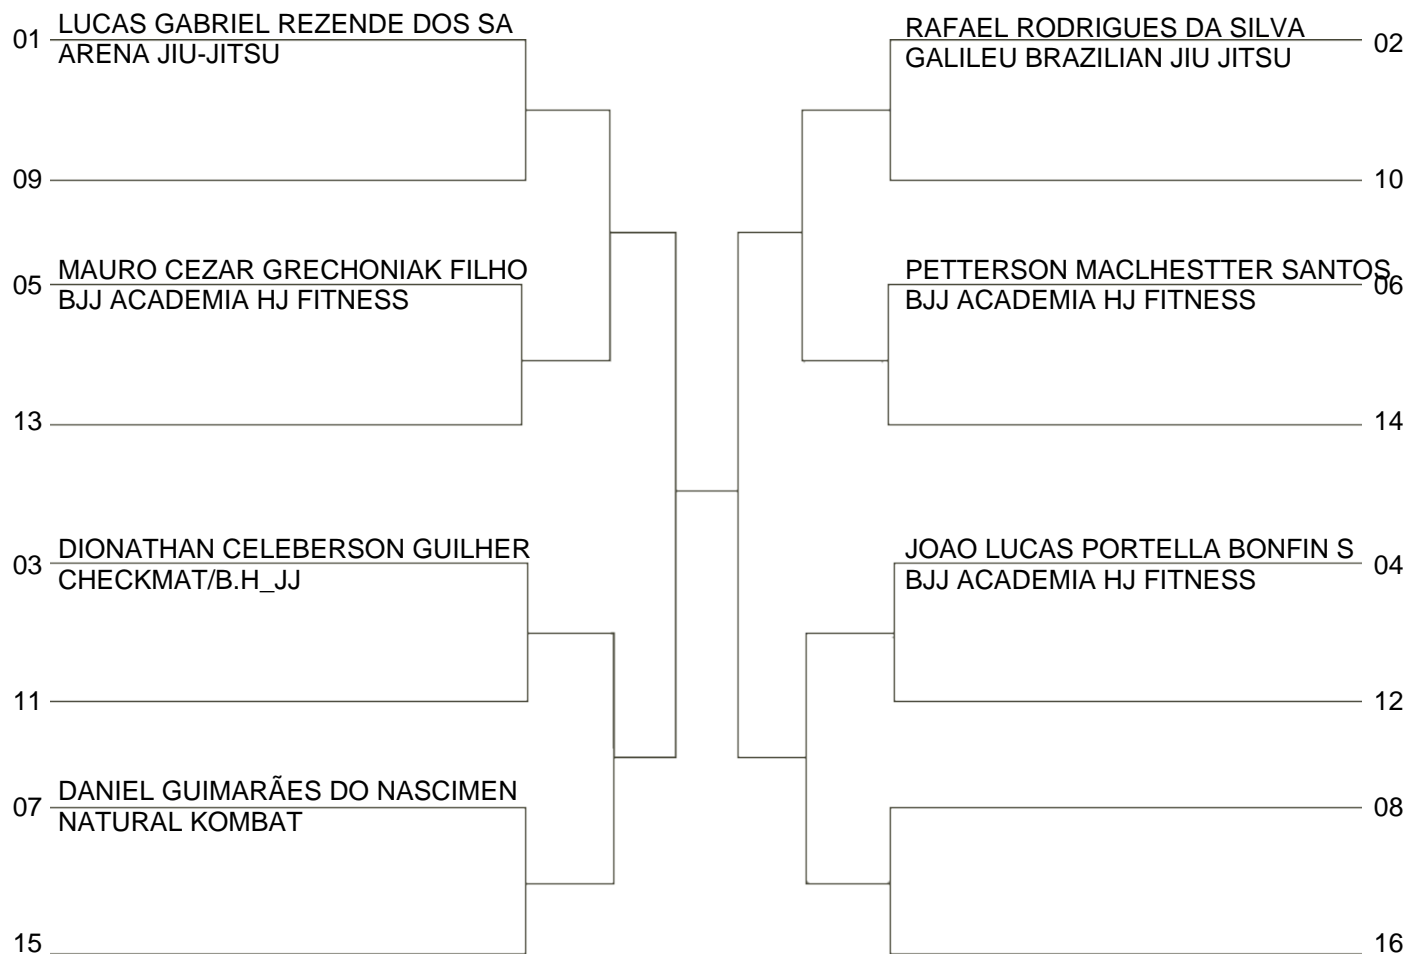 01
LUCAS GABRIEL REZENDE DOS SA
ARENA JIU-JITSU
09
05
MAURO CEZAR GRECHONIAK FILHO
BJJ ACADEMIA HJ FITNESS
13
03
DIONATHAN CELEBERSON GUILHER
CHECKMAT/B.H_JJ
11
07
DANIEL GUIMARÃES DO NASCIMEN
NATURAL KOMBAT
15
RAFAEL RODRIGUES DA SILVA
GALILEU BRAZILIAN JIU JITSU
02
10
PETTERSON MACLHESTTER SANTOS
BJJ ACADEMIA HJ FITNESS
06
14
JOAO LUCAS PORTELLA BONFIN S
BJJ ACADEMIA HJ FITNESS
04
12
08
16